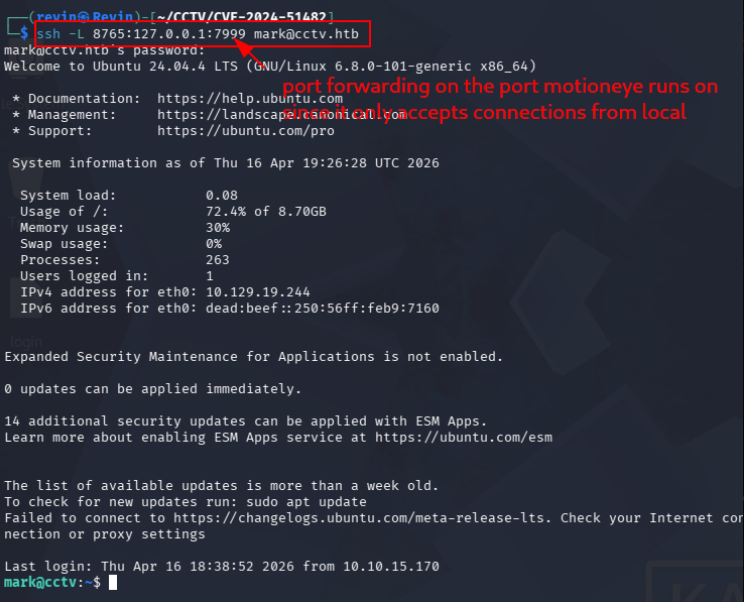 (revin㉿Revin)-[~/CCTV/CVE-2024-51482]
$ ssh -L 8765:127.0.0.1:7999 mark@cctv.htb
mark@cctv.htb's password:
Welcome to Ubuntu 24.04.4 LTS (GNU/Linux 6.8.0-101-generic x86_64)
port forwarding on the port motioneye runs on
since it only accepts connections from local
* Documentation:  https://help.ubuntu.com
* Management:     https://landscape.canonical.com
* Support:        https://ubuntu.com/pro
System information as of Thu 16 Apr 19:26:28 UTC 2026
System load:           0.08
Usage of /:            72.4% of 8.70GB
Memory usage:          30%
Swap usage:            0%
Processes:             263
Users logged in:       1
IPv4 address for eth0: 10.129.19.244
IPv6 address for eth0: dead:beef::250:56ff:feb9:7160
login
Expanded Security Maintenance for Applications is not enabled.
0 updates can be applied immediately.
14 additional security updates can be applied with ESM Apps.
Learn more about enabling ESM Apps service at https://ubuntu.com/esm
The list of available updates is more than a week old.
To check for new updates run: sudo apt update
Failed to connect to https://changelogs.ubuntu.com/meta-release-lts. Check your Internet con
nection or proxy settings
Last login: Thu Apr 16 18:38:52 2026 from 10.10.15.170
mark@cctv:~$